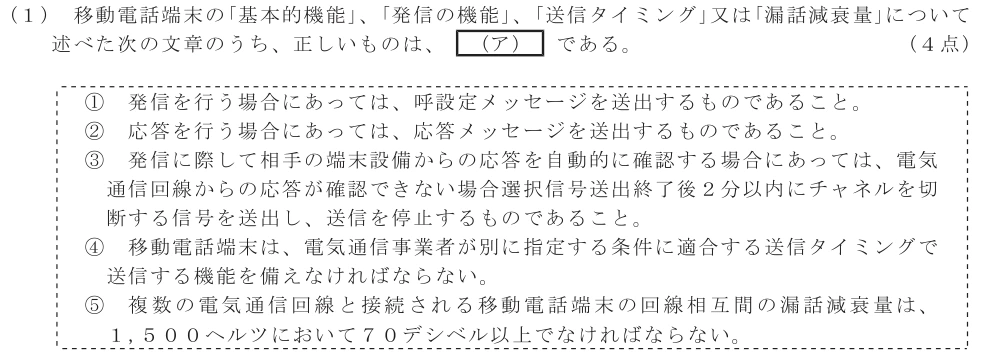 (１) 移動電話端末の「基本的機能」、「発信の機能」、「送信タイミング」又は「漏話減衰量」について
述べた次の文章のうち、正しいものは、 (ア) である。 (４点)
① 発信を行う場合にあっては、呼設定メッセージを送出するものであること。
② 応答を行う場合にあっては、応答メッセージを送出するものであること。
③ 発信に際して相手の端末設備からの応答を自動的に確認する場合にあっては、電気
通信回線からの応答が確認できない場合選択信号送出終了後２分以内にチャネルを切
断する信号を送出し、送信を停止するものであること。
④ 移動電話端末は、電気通信事業者が別に指定する条件に適合する送信タイミングで
送信する機能を備えなければならない。
⑤ 複数の電気通信回線と接続される移動電話端末の回線相互間の漏話減衰量は、
１,５００ヘルツにおいて７０デシベル以上でなければならない。